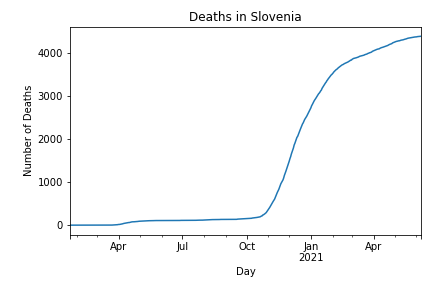 Deaths in Slovenia
Number of Deaths
4000
3000
2000
1000
0
Apr
Jul
Oct
Jan
2021
Apr
Day